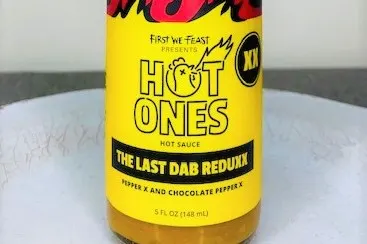 FIRST WE FEAST
PRESENTS
XX
HOT
ONES
HOT SAUCE
THE LAST DAB REDUXX
PEPPER X AND CHOCOLATE PEPPER X
5 FL OZ (148 mL)